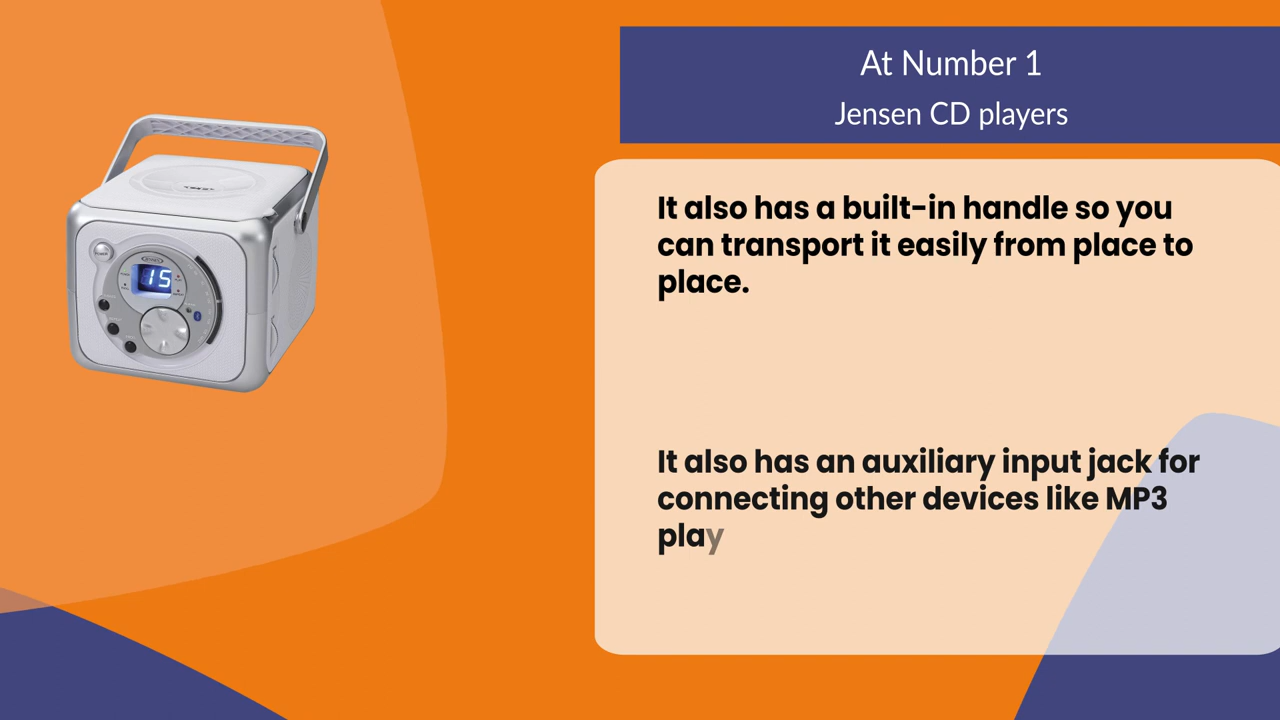 At Number 1
Jensen CD players
It also has a built-in handle so you
can transport it easily from place to
place.
It also has an auxiliary input jack for
connecting other devices like MP3
play
15